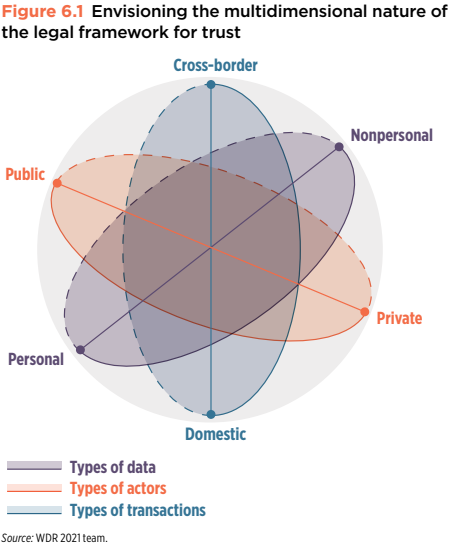 Figure 6.1 Envisioning the multidimensional nature of
the legal framework for trust
Cross-border
Nonpersonal
Public
Private
Personal
Domestic
Types of data
Types of actors
Types of transactions
Source: WDR 2021 team.